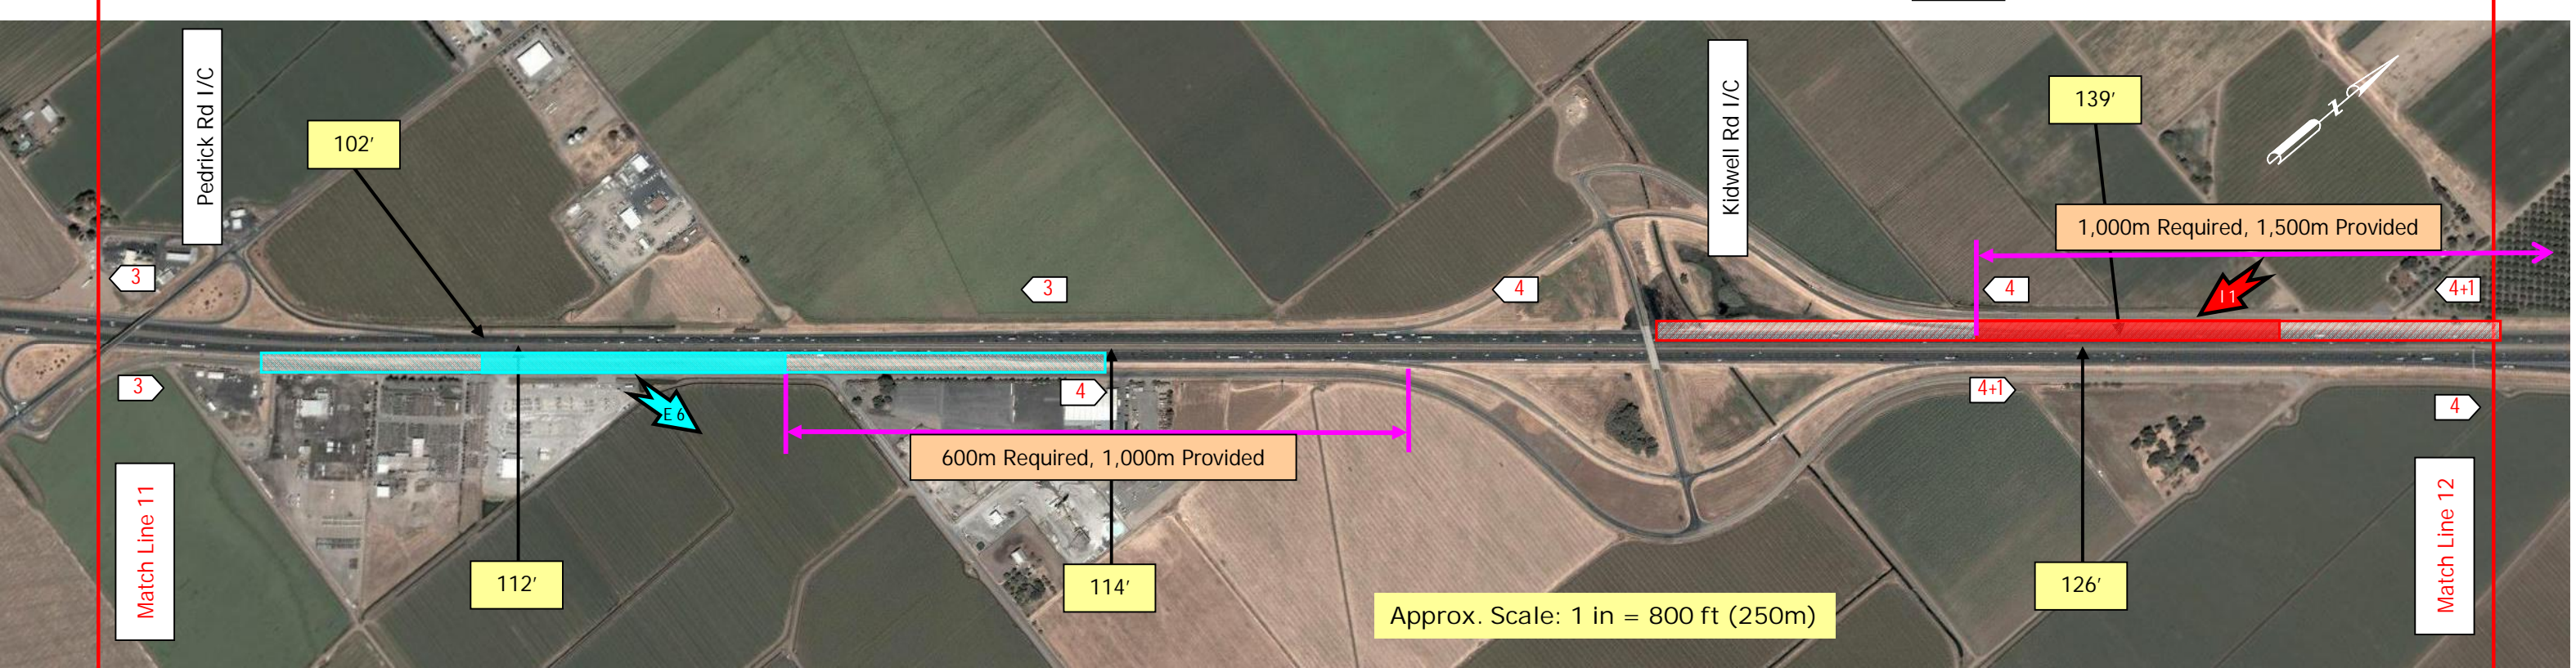 Pedrick Rd I/C
Kidwell Rd I/C
102’
139’
1,000m Required, 1,500m Provided
3
3
4
4
I 1
4+1
3
E 6
4
4+1
4
600m Required, 1,000m Provided
Match Line 11
Match Line 12
112’
114’
126’
Approx. Scale: 1 in = 800 ft (250m)
N